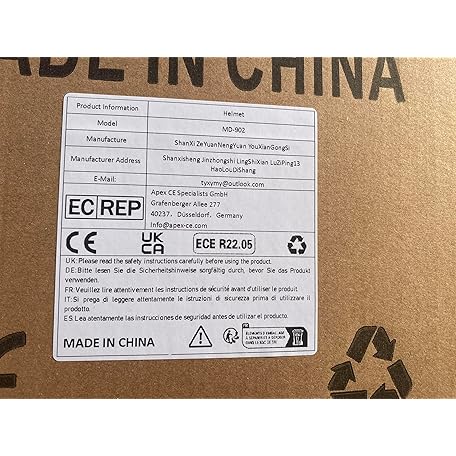 MADE IN CHINA
Product Information Helmet
Model MD-902
Manufacture ShanXi ZeYuanNengYuan YouXianGongSi
Manufacturer Address Shanxisheng Jinzhongshi LingShiXian LuZiPing13
HaoLouDiShang
E-Mail: tyxymy@outlook.com
EC REP
Apex CE Specialists GmbH
Grafenberger Allee 277
40237, Düsseldorf, Germany
Info@apex-ce.com
CE
UK
CA
ECE R22.05
UK:Please read the safety instructions carefully before using the product.
DE:Bitte lesen Sie die Sicherheitshinweise sorgfältig durch, bevor Sie das Produkt
verwenden.
FR:Veuillez lire attentivement les instructions de sécurité avant d'utiliser le produit.
IT:Si prega di leggere attentamente le istruzioni di sicurezza prima di utilizzare il
prodotto.
ES:Lea atentamente las instrucciones de seguridad antes de utilizar el producto.
MADE IN CHINA
FR